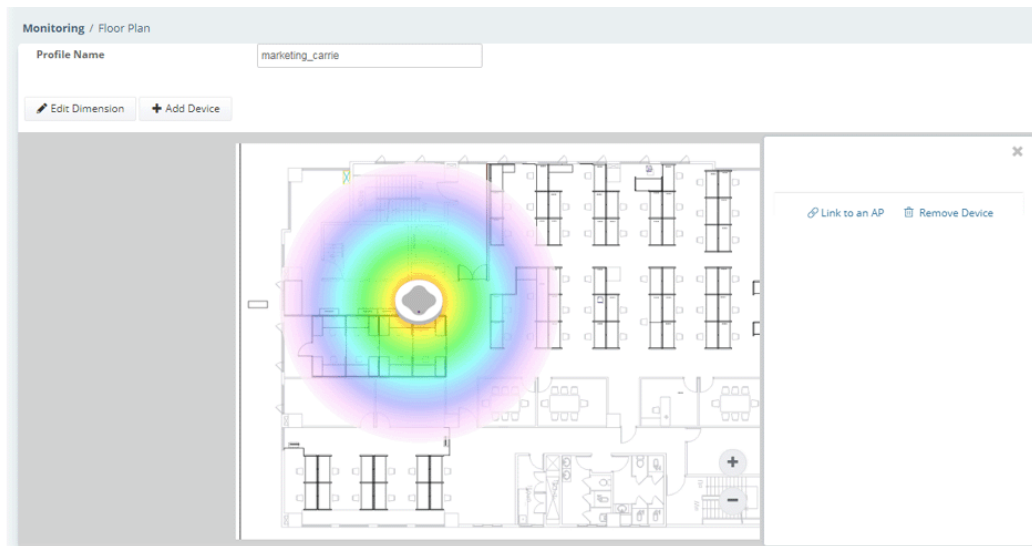 Monitoring / Floor Plan
Profile Name
marketing_carrie
Edit Dimension
Add Device
Link to an AP
Remove Device